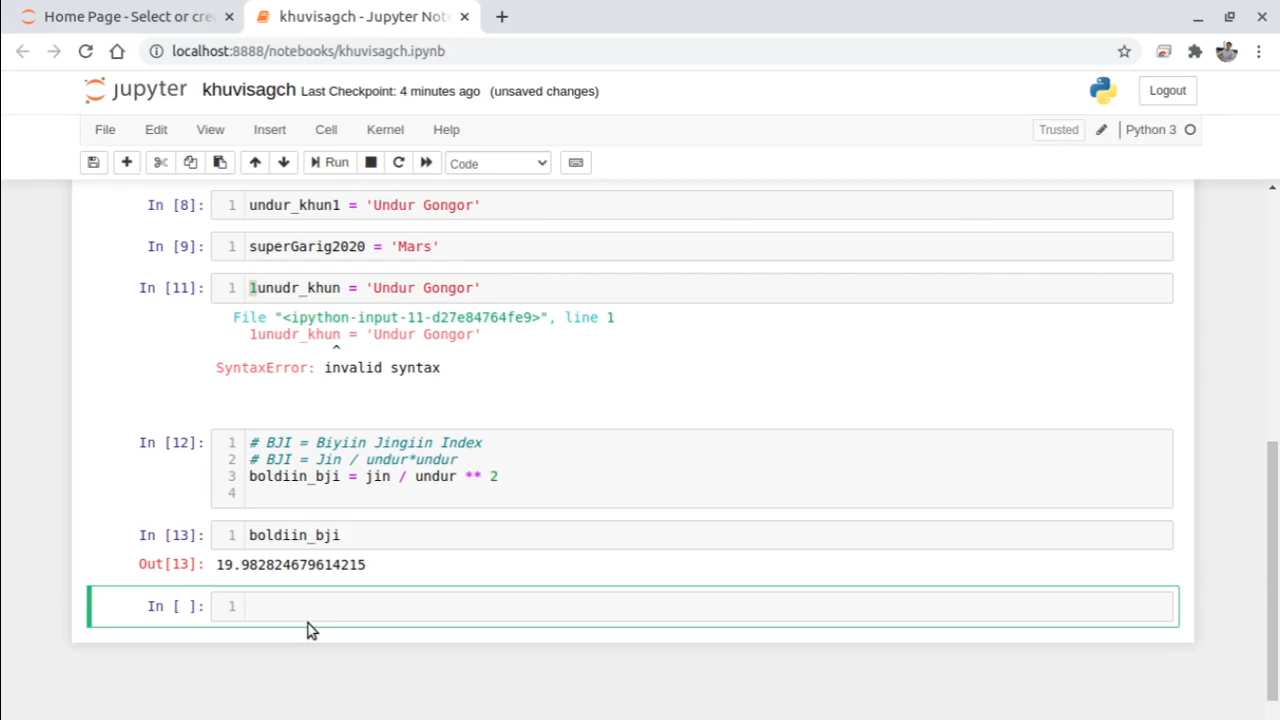 Home Page - Select or cre
khuvisagch - Jupyter Not
localhost:8888/notebooks/khuvisagch.ipynb
jupyter khuvisagch Last Checkpoint: 4 minutes ago (unsaved changes)
Logout
File Edit View Insert Cell Kernel Help
Trusted Python 3
Run Code
In [8]: 1 undur_khun1 = 'Undur Gongor'
In [9]: 1 superGarig2020 = 'Mars'
In [11]: 1 1unudr_khun = 'Undur Gongor'
File "<ipython-input-11-d27e84764fe9>", line 1
1unudr_khun = 'Undur Gongor'
^
SyntaxError: invalid syntax
In [12]: 1 # BJI = Biyiin Jingiin Index
2 # BJI = Jin / undur*undur
3 boldiin_bji = jin / undur ** 2
4
In [13]: 1 boldiin_bji
Out[13]: 19.982824679614215
In [ ]: 1